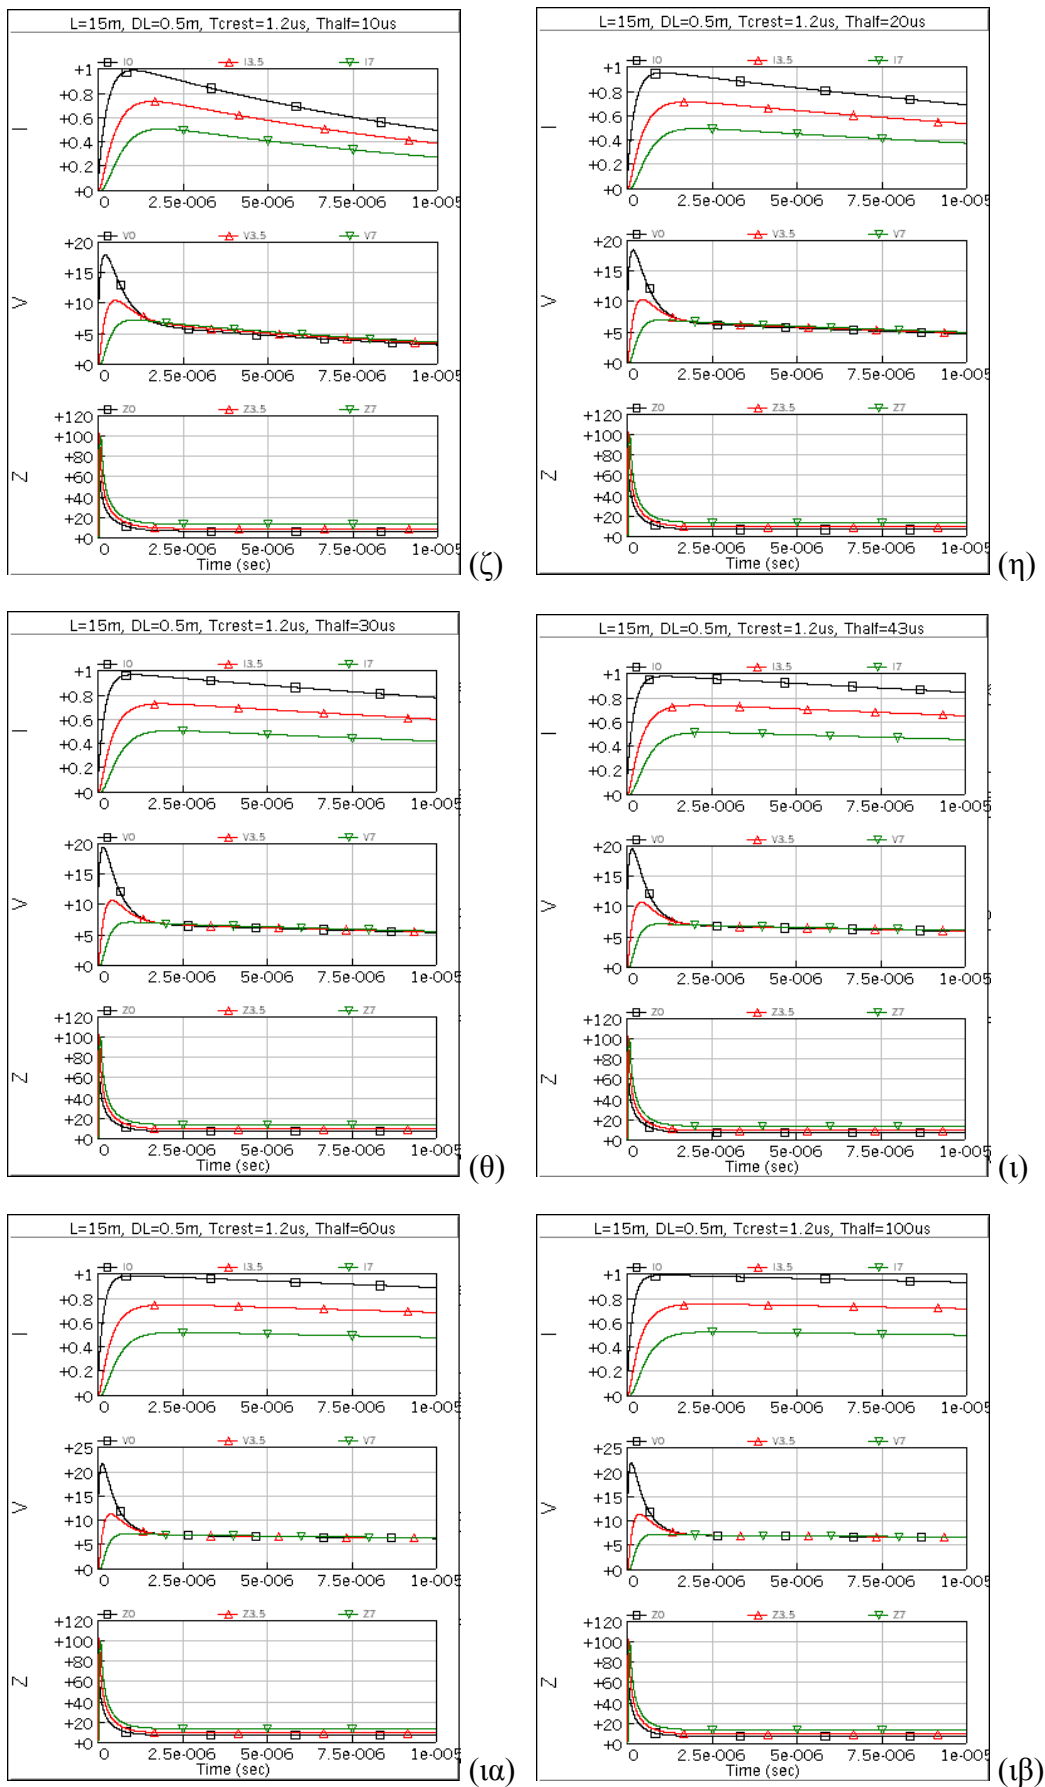 L=15m, DL=0.5m, Tcrest=1.2us, Thalf=10us
I0 I3.5 I7
I
+1
+0.8
+0.6
+0.4
+0.2
+0
0 2.5e-006 5e-006 7.5e-006 1e-005
V0 V3.5 V7
V
+20
+15
+10
+5
+0
0 2.5e-006 5e-006 7.5e-006 1e-005
Z0 Z3.5 Z7
Z
+120
+100
+80
+60
+40
+20
+0
0 2.5e-006 5e-006 7.5e-006 1e-005
Time (sec)
(ζ)
L=15m, DL=0.5m, Tcrest=1.2us, Thalf=20us
I0 I3.5 I7
I
+1
+0.8
+0.6
+0.4
+0.2
+0
0 2.5e-006 5e-006 7.5e-006 1e-005
V0 V3.5 V7
V
+20
+15
+10
+5
+0
0 2.5e-006 5e-006 7.5e-006 1e-005
Z0 Z3.5 Z7
Z
+120
+100
+80
+60
+40
+20
+0
0 2.5e-006 5e-006 7.5e-006 1e-005
Time (sec)
(η)
L=15m, DL=0.5m, Tcrest=1.2us, Thalf=30us
I0 I3.5 I7
I
+1
+0.8
+0.6
+0.4
+0.2
+0
0 2.5e-006 5e-006 7.5e-006 1e-005
V0 V3.5 V7
V
+20
+15
+10
+5
+0
0 2.5e-006 5e-006 7.5e-006 1e-005
Z0 Z3.5 Z7
Z
+120
+100
+80
+60
+40
+20
+0
0 2.5e-006 5e-006 7.5e-006 1e-005
Time (sec)
(θ)
L=15m, DL=0.5m, Tcrest=1.2us, Thalf=43us
I0 I3.5 I7
I
+1
+0.8
+0.6
+0.4
+0.2
+0
0 2.5e-006 5e-006 7.5e-006 1e-005
V0 V3.5 V7
V
+20
+15
+10
+5
+0
0 2.5e-006 5e-006 7.5e-006 1e-005
Z0 Z3.5 Z7
Z
+120
+100
+80
+60
+40
+20
+0
0 2.5e-006 5e-006 7.5e-006 1e-005
Time (sec)
(ι)
L=15m, DL=0.5m, Tcrest=1.2us, Thalf=60us
I0 I3.5 I7
I
+1
+0.8
+0.6
+0.4
+0.2
+0
0 2.5e-006 5e-006 7.5e-006 1e-005
V0 V3.5 V7
V
+25
+20
+15
+10
+5
+0
0 2.5e-006 5e-006 7.5e-006 1e-005
Z0 Z3.5 Z7
Z
+120
+100
+80
+60
+40
+20
+0
0 2.5e-006 5e-006 7.5e-006 1e-005
Time (sec)
(ια)
L=15m, DL=0.5m, Tcrest=1.2us, Thalf=100us
I0 I3.5 I7
I
+1
+0.8
+0.6
+0.4
+0.2
+0
0 2.5e-006 5e-006 7.5e-006 1e-005
V0 V3.5 V7
V
+25
+20
+15
+10
+5
+0
0 2.5e-006 5e-006 7.5e-006 1e-005
Z0 Z3.5 Z7
Z
+120
+100
+80
+60
+40
+20
+0
0 2.5e-006 5e-006 7.5e-006 1e-005
Time (sec)
(ιβ)